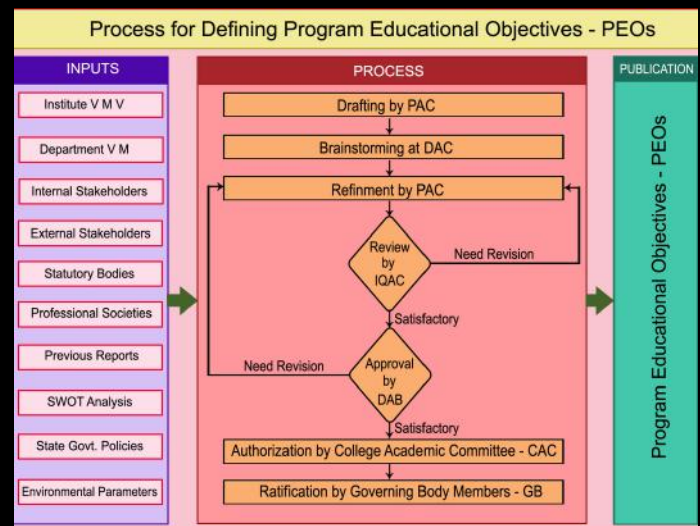 Process for Defining Program Educational Objectives - PEOs
INPUTS
Institute V M V
Department V M
Internal Stakeholders
External Stakeholders
Statutory Bodies
Professional Societies
Previous Reports
SWOT Analysis
State Govt. Policies
Environmental Parameters
PROCESS
Drafting by PAC
Brainstorming at DAC
Refinment by PAC
Review
by
IQAC
Need Revision
Satisfactory
Need Revision
Approval
by
DAB
Satisfactory
Authorization by College Academic Committee - CAC
Ratification by Governing Body Members - GB
PUBLICATION
Program Educational Objectives - PEOs